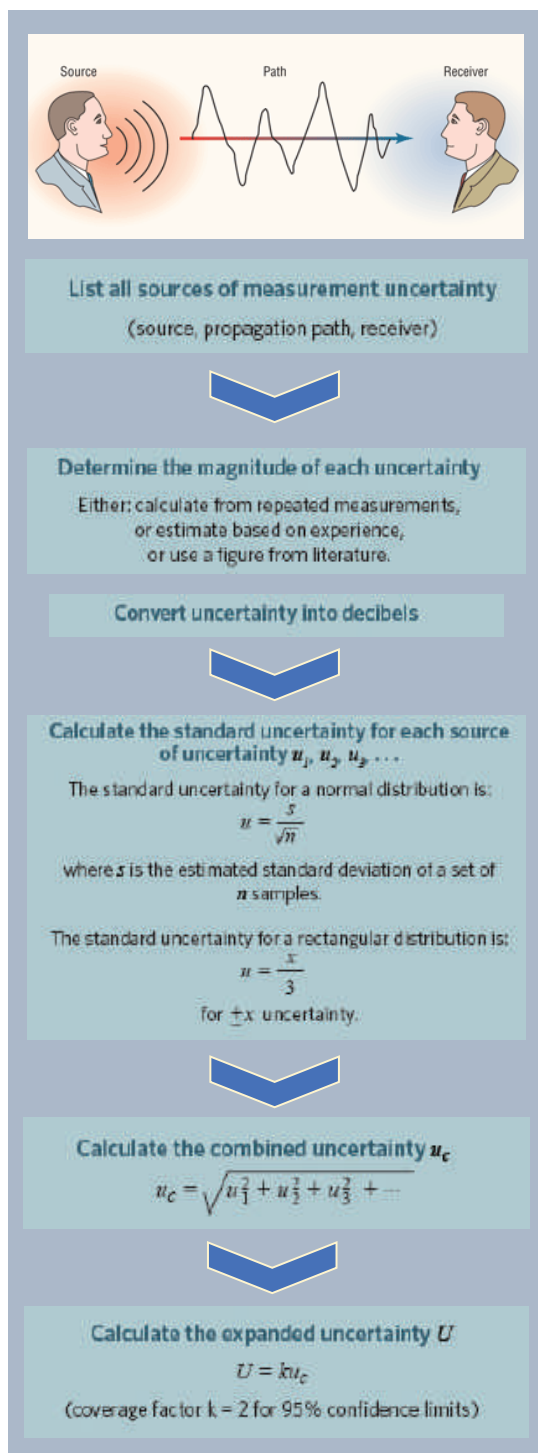 Source Path Receiver
List all sources of measurement uncertainty
(source, propagation path, receiver)
Determine the magnitude of each uncertainty
Either: calculate from repeated measurements,
or estimate based on experience,
or use a figure from literature.
Convert uncertainty into decibels
Calculate the standard uncertainty for each source
of uncertainty u₁, u₂, u₃, ...
The standard uncertainty for a normal distribution is:
u = s/√n
where s is the estimated standard deviation of a set of
n samples.
The standard uncertainty for a rectangular distribution is:
u = x/3
for ±x uncertainty.
Calculate the combined uncertainty u_c
u_c = √(u₁² + u₂² + u₃² + ...)
Calculate the expanded uncertainty U
U = ku_c
(coverage factor k = 2 for 95% confidence limits)